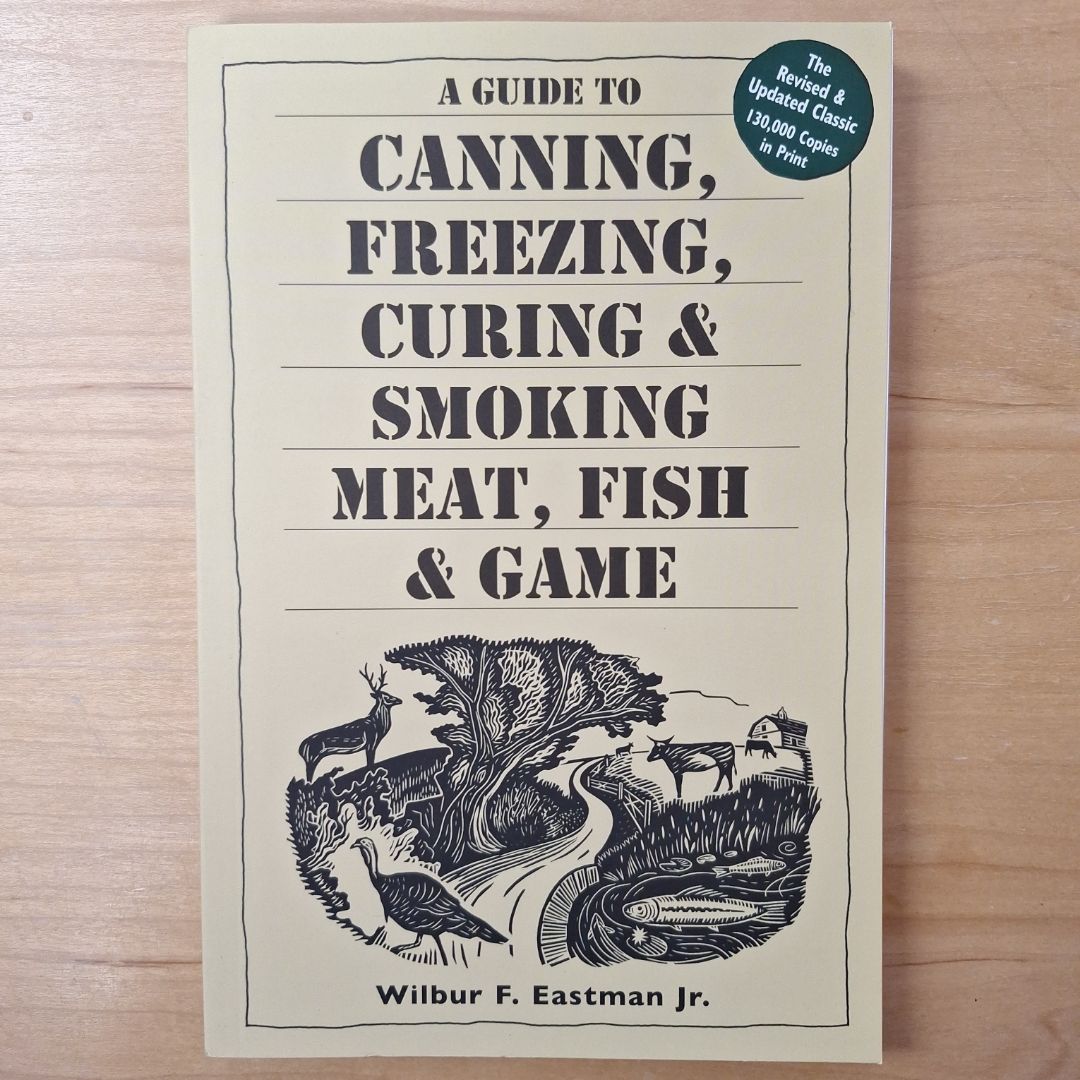 A GUIDE TO
CANNING,
FREEZING,
CURING &
SMOKING
MEAT, FISH
& GAME
The
Revised &
Updated Classic
130,000 Copies
in Print
Wilbur F. Eastman Jr.